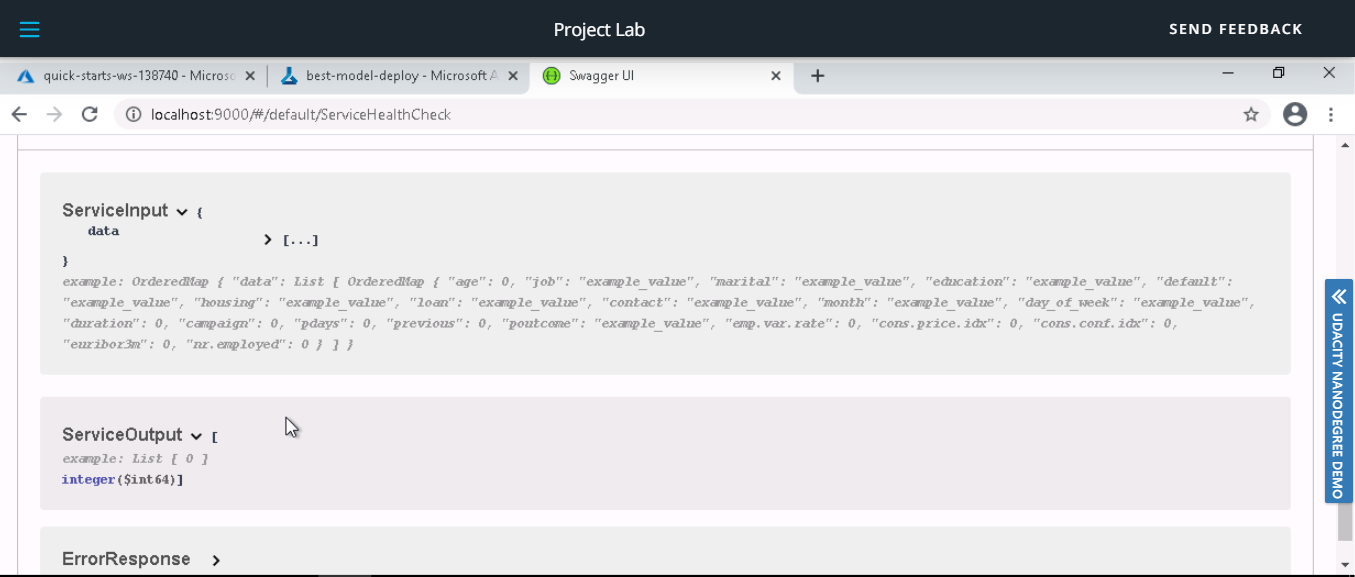 Project Lab
SEND FEEDBACK
quick-starts-ws-138740 - Micros
best-model-deploy - Microsoft A
Swagger UI
localhost:9000/#/default/ServiceHealthCheck
ServiceInput {
data
[...]
}
example: OrderedMap { "data": List [ OrderedMap { "age": 0, "job": "example_value", "marital": "example_value", "education": "example_value", "default":
"example_value", "housing": "example_value", "loan": "example_value", "contact": "example_value", "month": "example_value", "day_of_week": "example_value",
"duration": 0, "campaign": 0, "pdays": 0, "previous": 0, "poutcome": "example_value", "emp.var.rate": 0, "cons.price.idx": 0, "cons.conf.idx": 0,
"euribor3m": 0, "nr.employed": 0 } ] }
UDACITY NANODEGREE DEMO
ServiceOutput [
example: List [ 0 ]
integer($int64)]
ErrorResponse